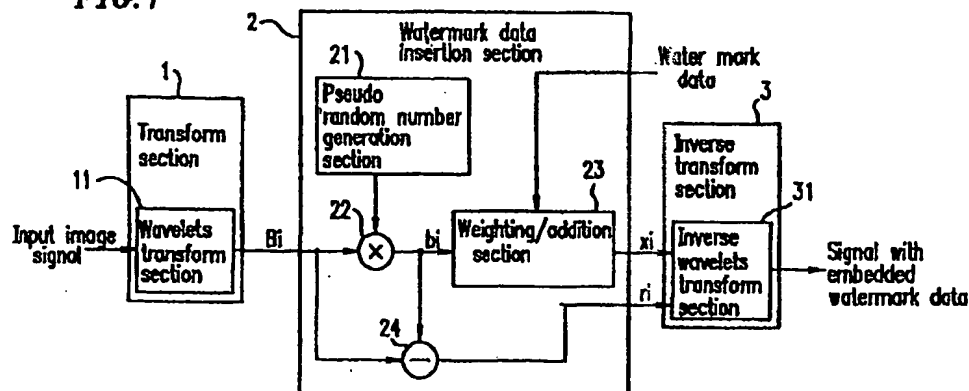 FIG. 7
2
Watermark data
insertion section
21
Pseudo
random number
generation
section
Water mark
data
1
Transform
section
11
Wavelets
transform
section
Input image
signal
Bi
22
×
bi
23
Weighting/addition
section
xi
ri
24
−
3
Inverse
transform
section
31
Inverse
wavelets
transform
section
Signal with
embedded
watermark data